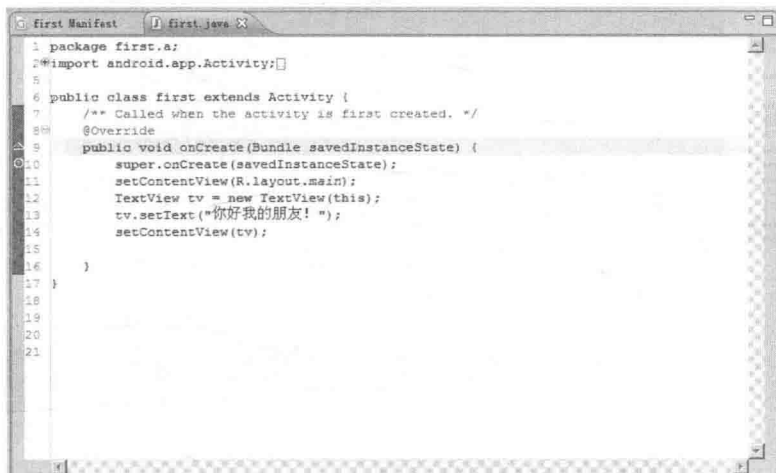 first Manifest first.java
1 package first.a;
2 import android.app.Activity;
5
6 public class first extends Activity {
7 /** Called when the activity is first created. */
8 @Override
9 public void onCreate(Bundle savedInstanceState) {
10 super.onCreate(savedInstanceState);
11 setContentView(R.layout.main);
12 TextView tv = new TextView(this);
13 tv.setText("你好我的朋友! ");
14 setContentView(tv);
15
16 }
17 }
18
19
20
21